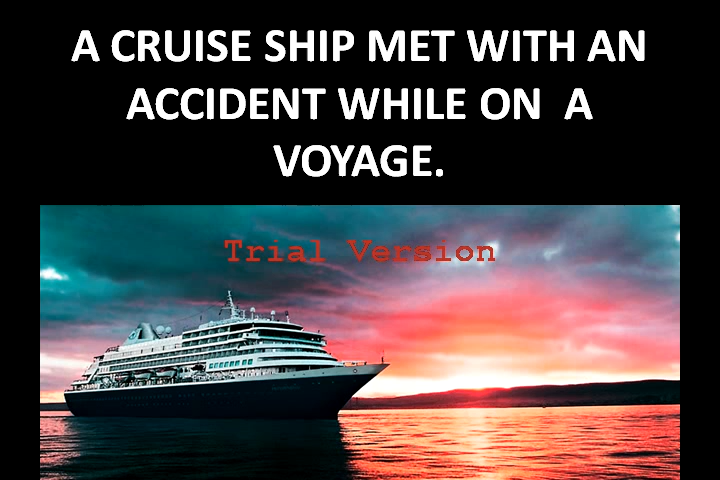 A CRUISE SHIP MET WITH AN
ACCIDENT WHILE ON  A
VOYAGE.
Trial Version